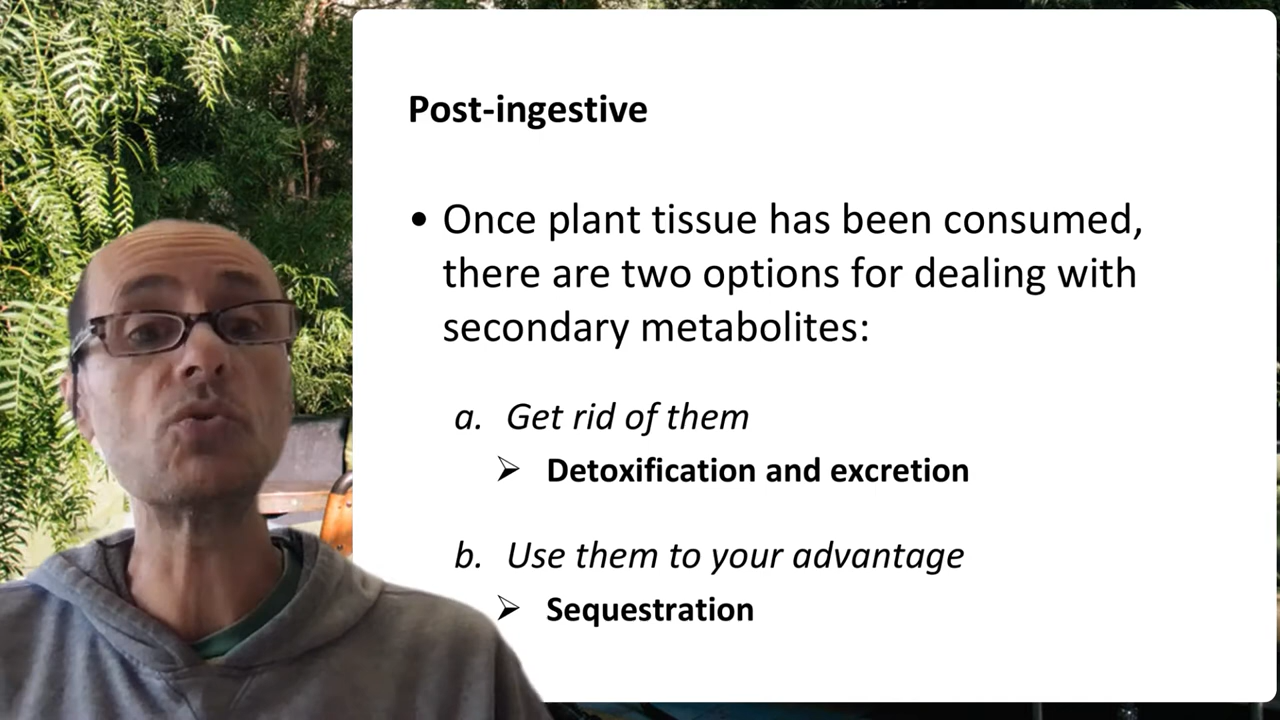 Post-ingestive
• Once plant tissue has been consumed,
there are two options for dealing with
secondary metabolites:
a. Get rid of them
➢ Detoxification and excretion
b. Use them to your advantage
➢ Sequestration